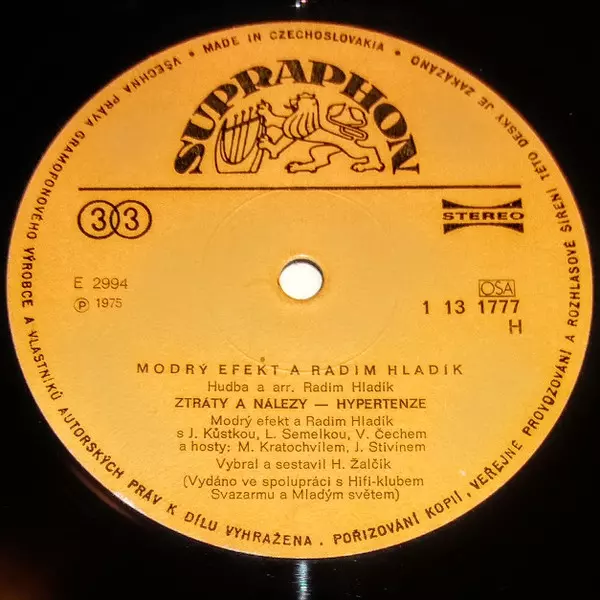 VŠECHNA PRÁVA GRAMOFONOVÉHO VÝROBCE A VLASTNÍKŮ AUTORSKÝCH PRÁV K DÍLU VYHRAŽENA . POŘIZOVÁNÍ KOPIÍ, VEŘEJNÉ PROVOZOVÁNÍ A ROZHLASOVÉ ŠÍŘENÍ TÉTO DESKY JE ZAKÁZÁNO
• MADE IN CZECHOSLOVAKIA •
SUPRAPHON
33
STEREO
E 2994
℗ 1975
OSA
1 13 1777
H
MODRÝ EFEKT A RADIM HLADÍK
Hudba a arr. Radim Hladík
ZTRÁTY A NÁLEZY — HYPERTENZE
Modrý efekt a Radim Hladík
s J. Kůstkou, L. Semelkou, V. Čechem
a hosty: M. Kratochvílem, J. Stivínem
Vybral a sestavil H. Žalčík
(Vydáno ve spolupráci s Hifi-klubem
Svazarmu a Mladým světem)